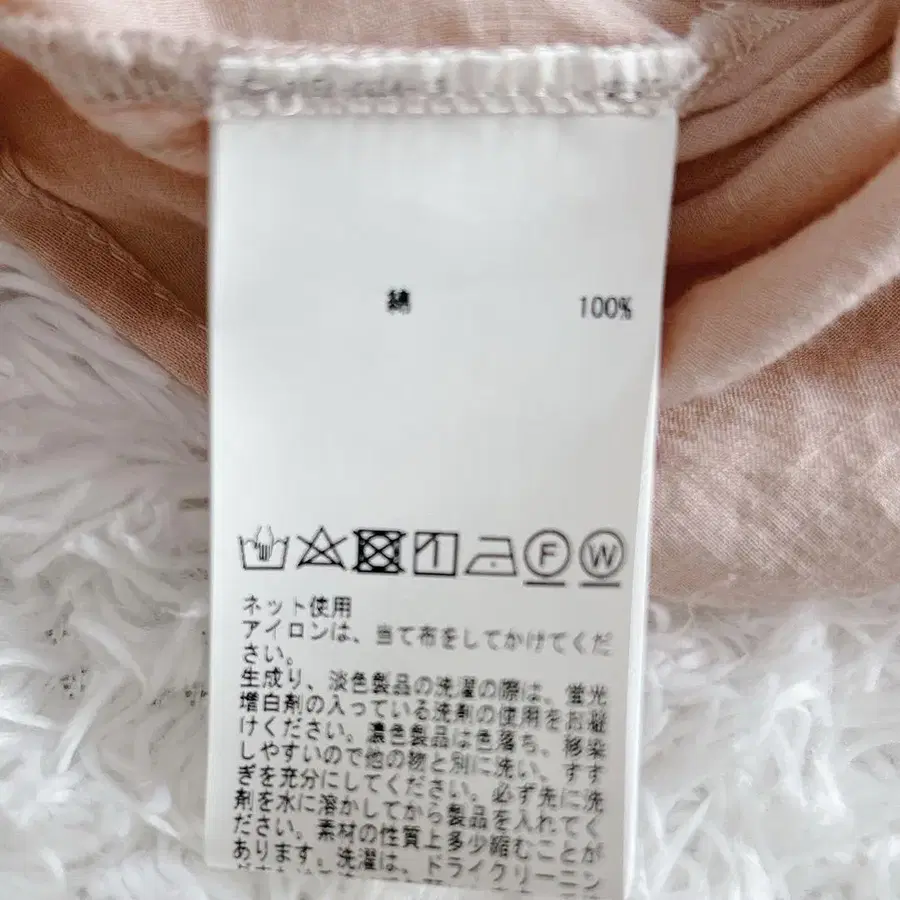 綿 100%
F W
ネット使用
アイロンは、当て布をしてかけてくだ
さい。
生成り、淡色製品の洗濯の際は、蛍光
増白剤の入っている洗剤の使用をお避
けください。濃色製品は色落ち、移染
しやすいので他の物と別に洗い、すす
ぎを充分にしてください。必ず先に洗
剤を水に溶かしてから製品を入れてく
ださい。素材の性質上多少縮むことが
あります。洗濯は、ドライクリーニン